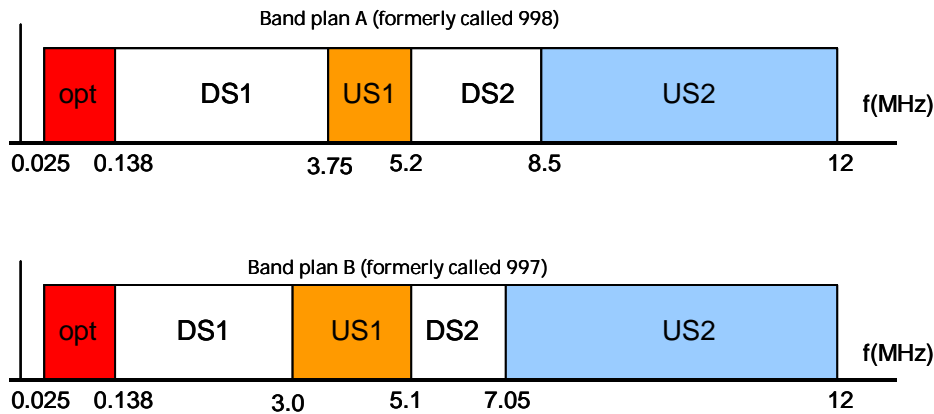 Band plan A (formerly called 998)
opt DS1 US1 DS2 US2 f(MHz)
0.025 0.138 3.75 5.2 8.5 12
Band plan B (formerly called 997)
opt DS1 US1 DS2 US2 f(MHz)
0.025 0.138 3.0 5.1 7.05 12